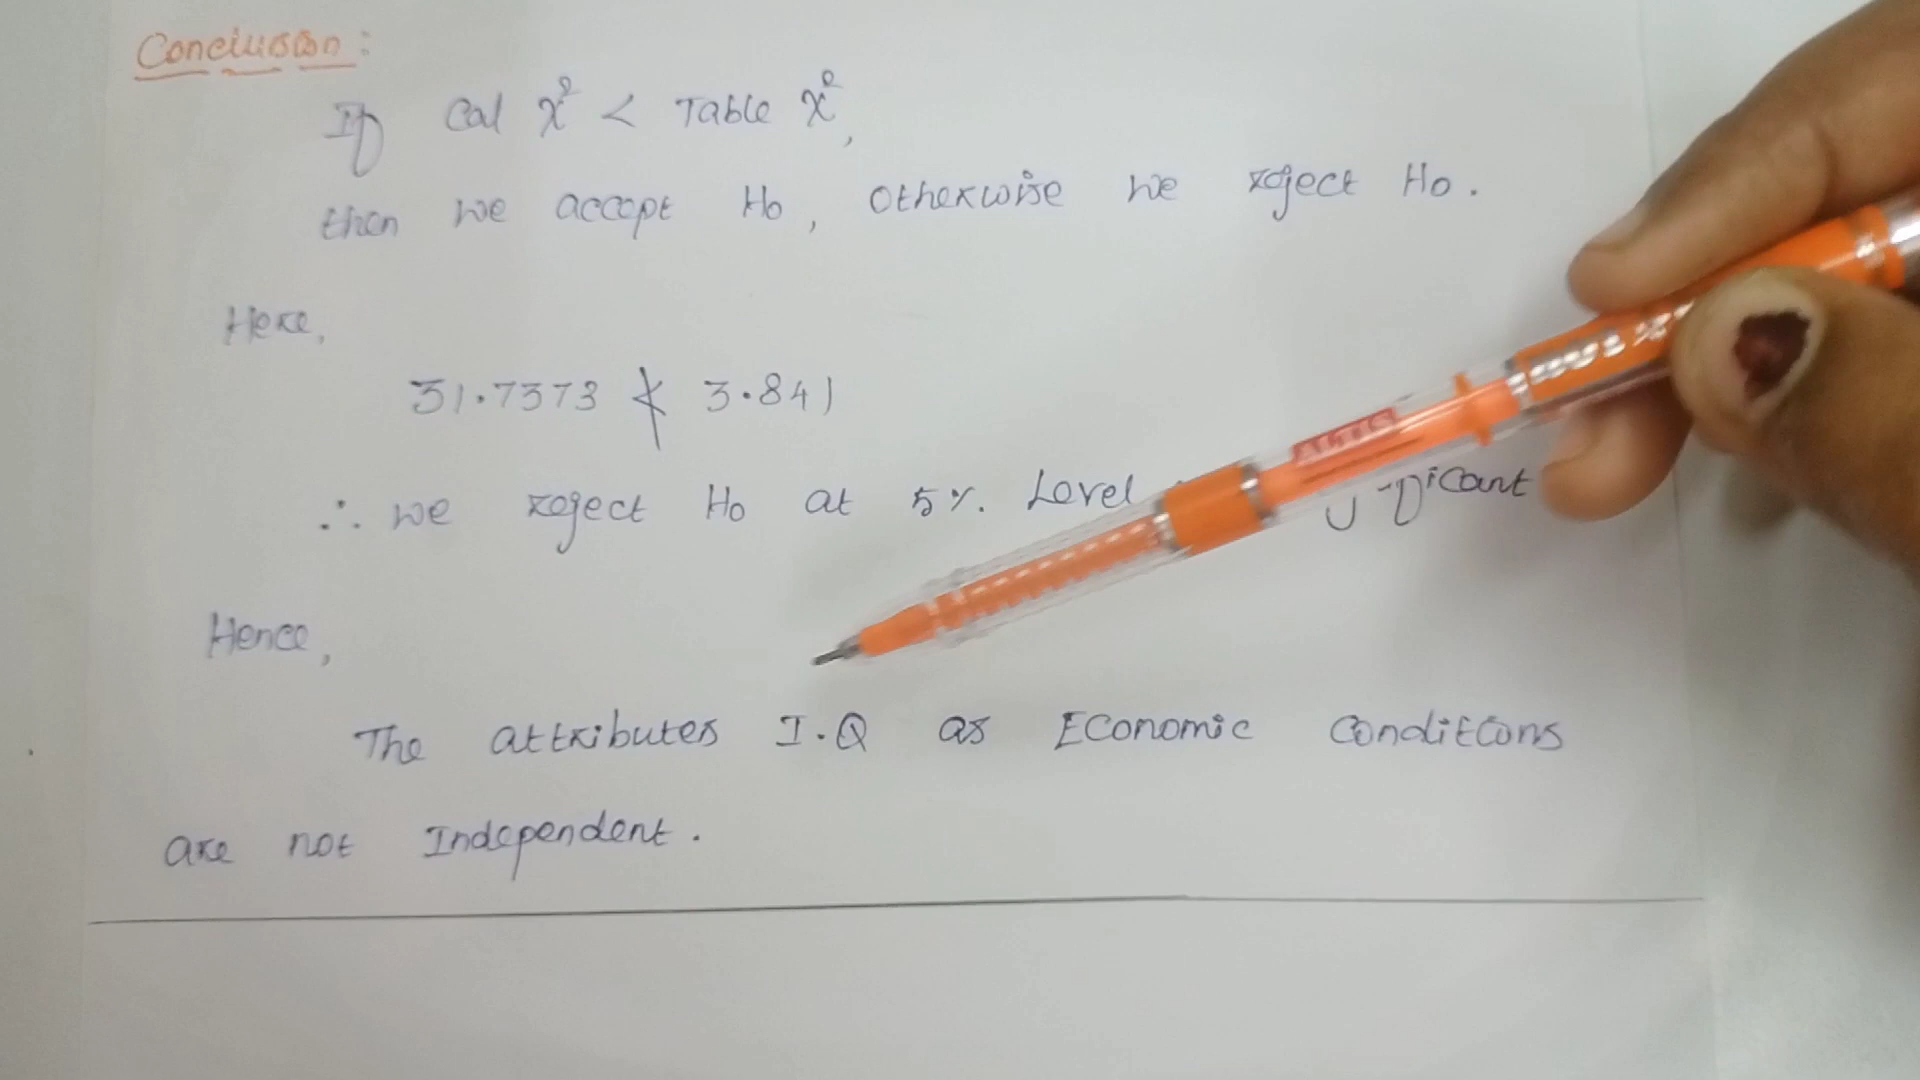 Conclusion:
If Cal χ² < Table χ²,
then we accept H₀, otherwise we reject H₀.
Here,
31.7373 ≮ 3.841
∴ we reject H₀ at 5%. Level
Hence,
The attributes I.Q as Economic Conditions
are not Independent.